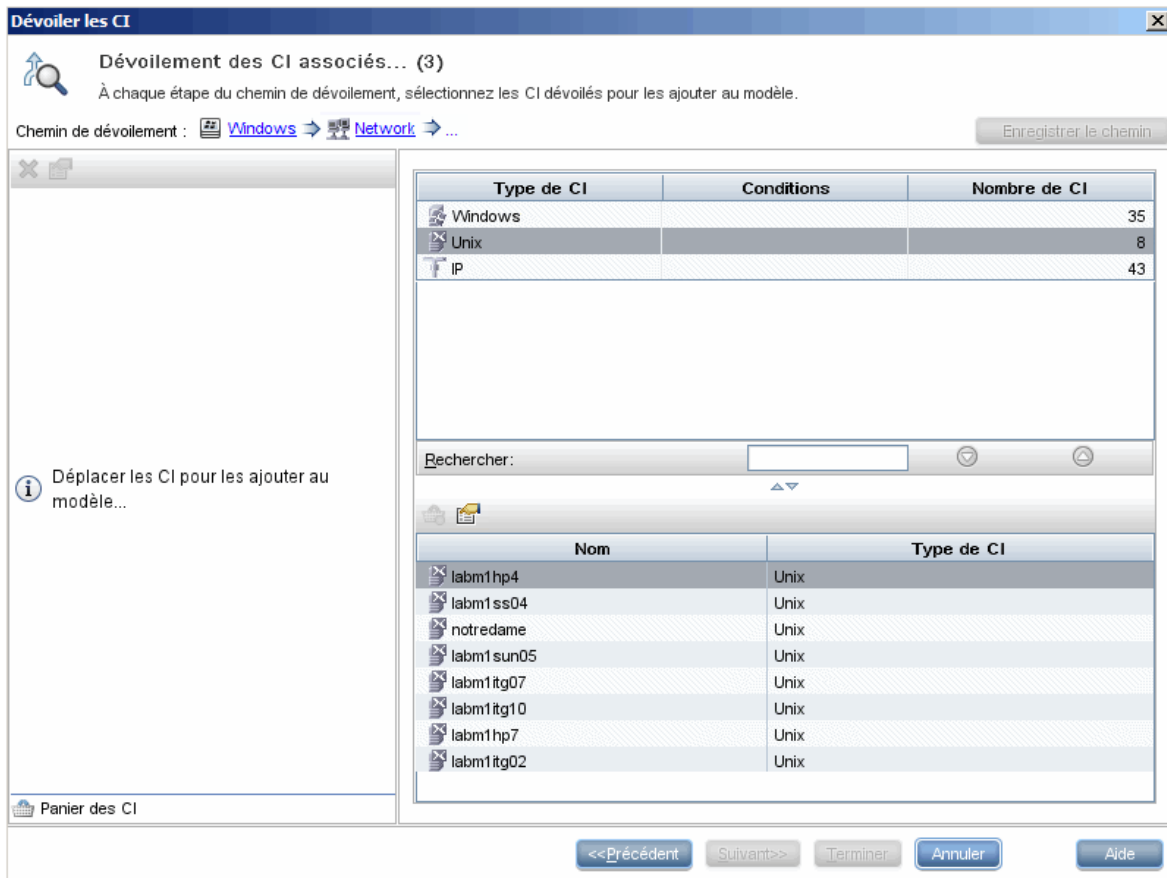 Dévoiler les CI
Dévoilement des CI associés... (3)
À chaque étape du chemin de dévoilement, sélectionnez les CI dévoilés pour les ajouter au modèle.
Chemin de dévoilement : Windows Network ...
Enregistrer le chemin
Type de CI Conditions Nombre de CI
Windows 35
Unix 8
IP 43
Rechercher:
Déplacer les CI pour les ajouter au
modèle...
Nom Type de CI
labm1hp4 Unix
labm1ss04 Unix
notredame Unix
labm1sun05 Unix
labm1itg07 Unix
labm1itg10 Unix
labm1hp7 Unix
labm1itg02 Unix
Panier des CI
<<Précédent Suivant>> Terminer Annuler Aide